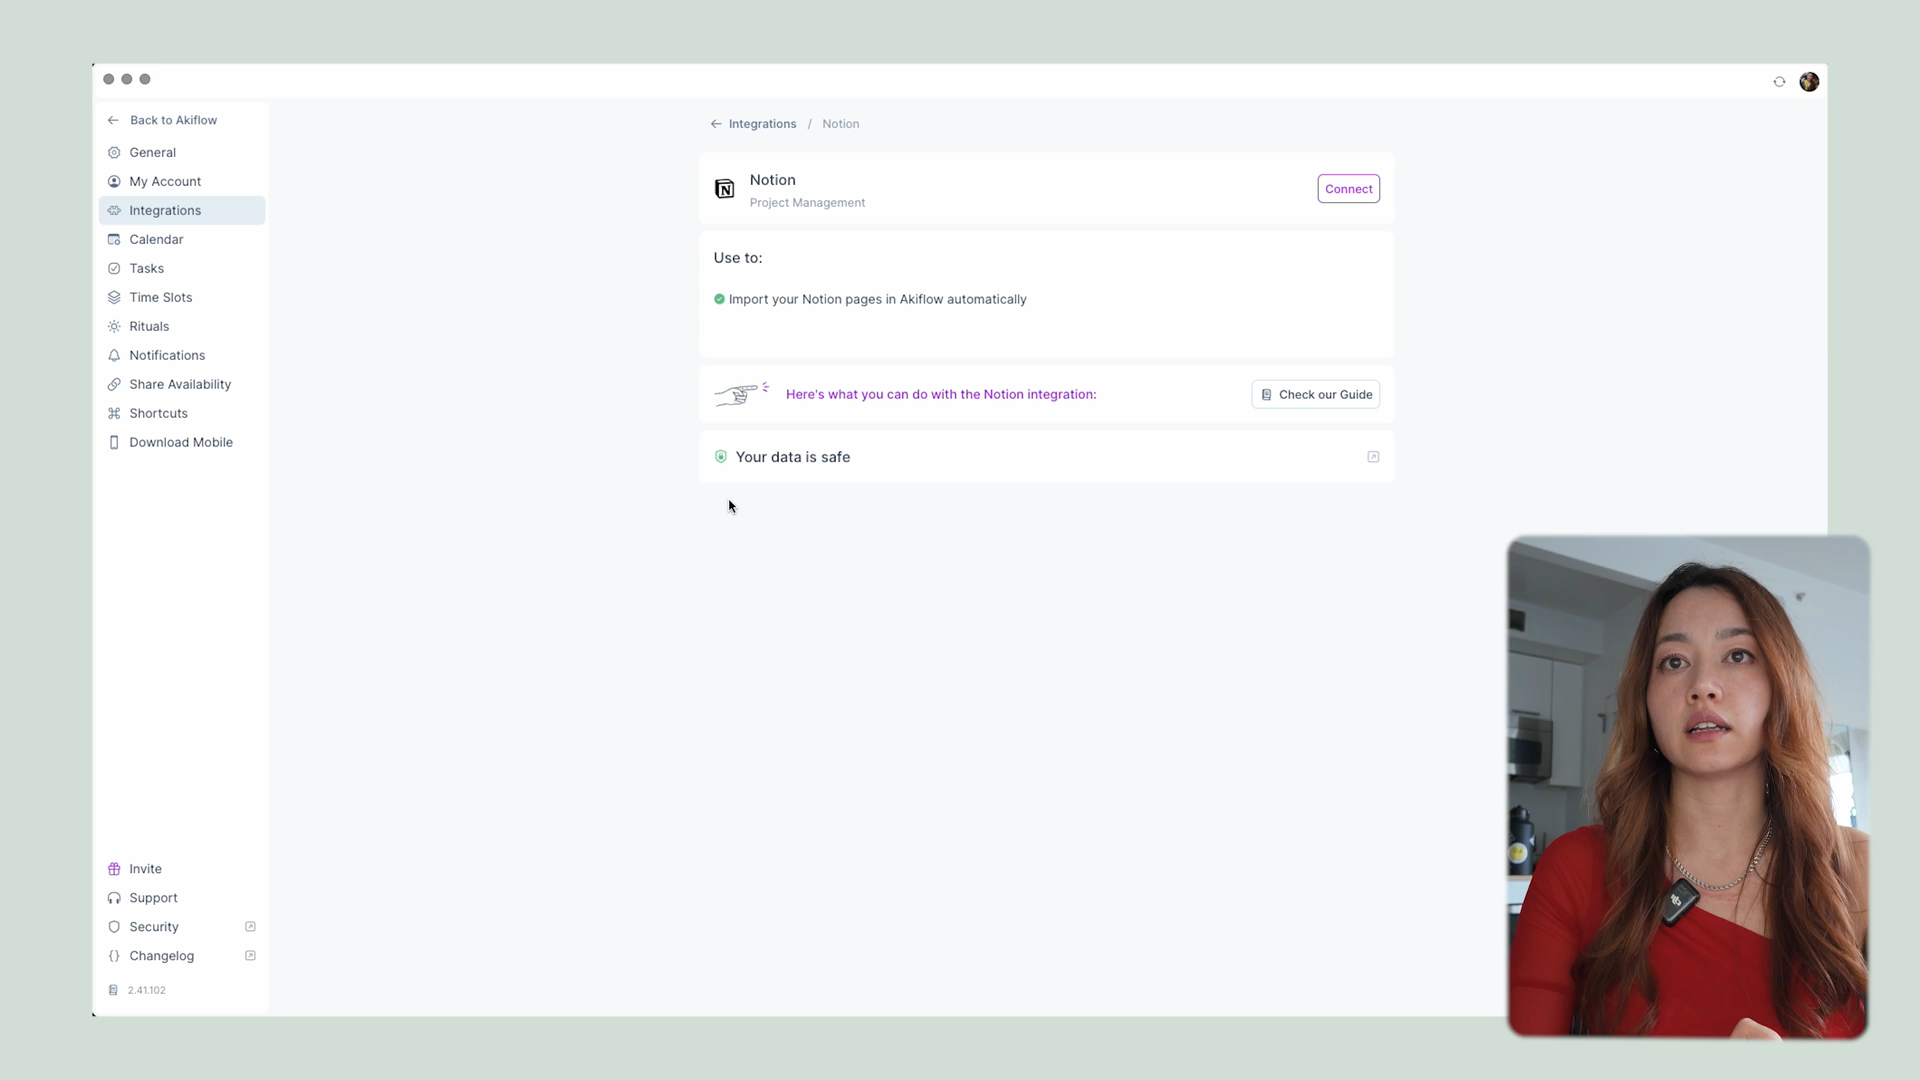 Back to Akiflow
General
My Account
Integrations
Calendar
Tasks
Time Slots
Rituals
Notifications
Share Availability
Shortcuts
Download Mobile
Invite
Support
Security
Changelog
2.41.102
Integrations / Notion
Notion
Project Management
Connect
Use to:
Import your Notion pages in Akiflow automatically
Here's what you can do with the Notion integration:
Check our Guide
Your data is safe